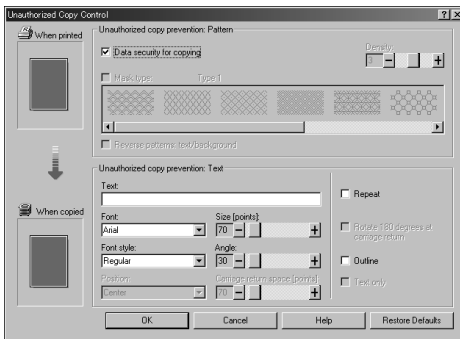 Unauthorized Copy Control
When printed
Unauthorized copy prevention: Pattern
Data security for copying
Density:
3
Mask type: Type 1
Reverse patterns: text/background
When copied
Unauthorized copy prevention: Text
Text:
Font:
Arial
Size [points]:
70
Font style:
Regular
Angle:
30
Position:
Center
Carriage return space: [points]
70
Repeat
Rotate 180 degrees at
carriage return
Outline
Text only
OK
Cancel
Help
Restore Defaults